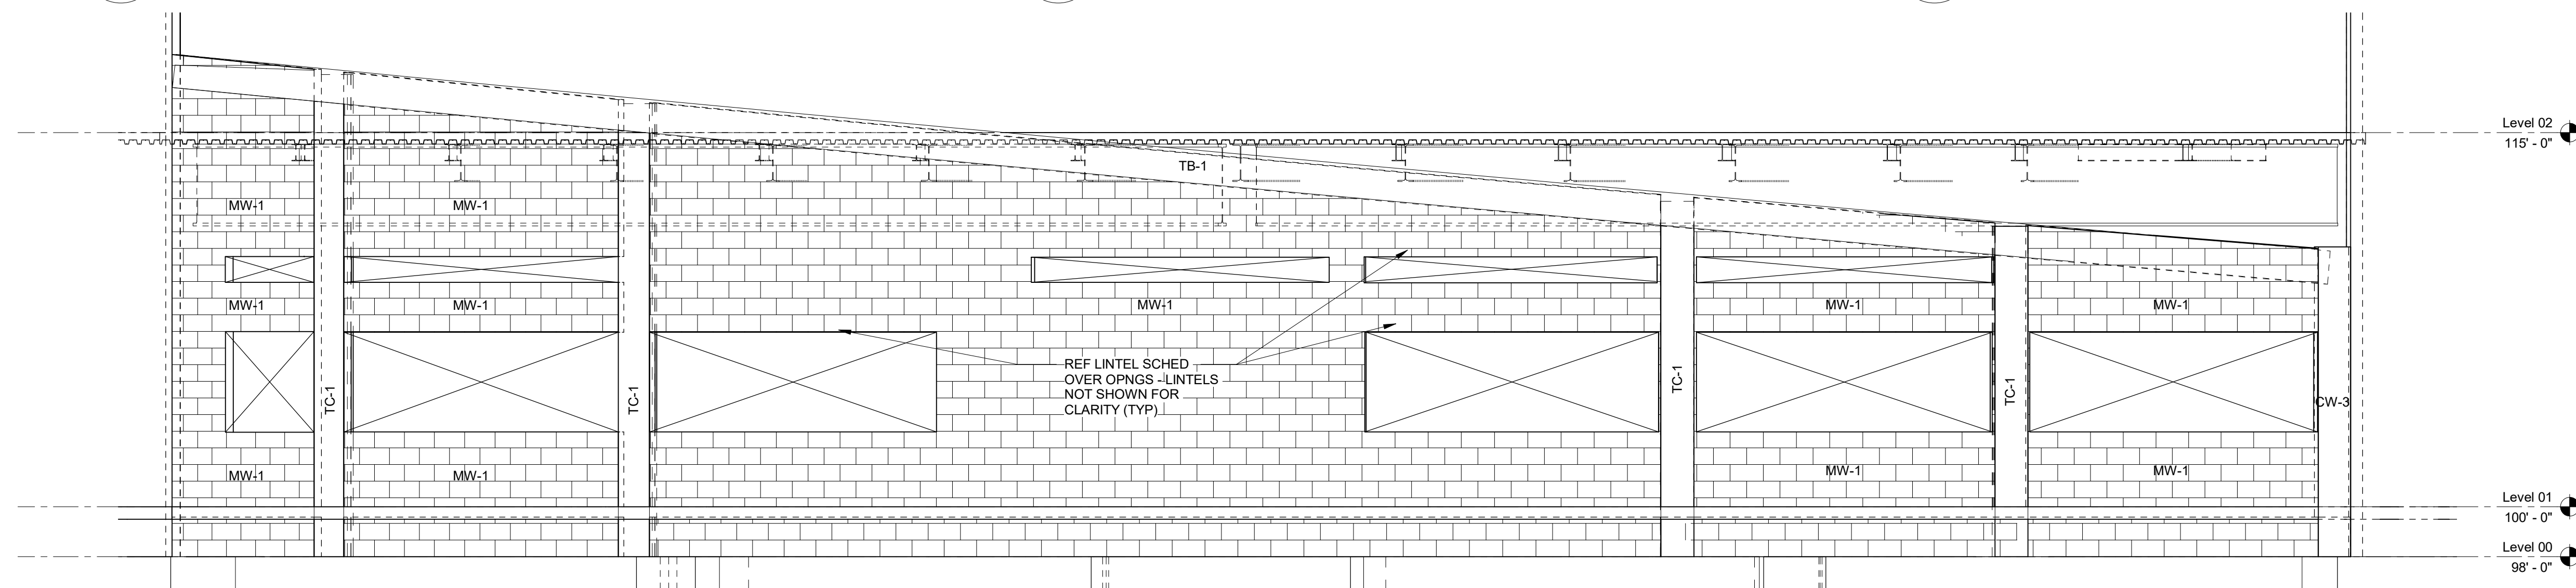 Level 02
115' - 0"
TB-1
MW-1
MW-1
MW-1
MW-1
MW-1
MW-1
MW-1
REF LINTEL SCHED
OVER OPNGS - LINTELS
NOT SHOWN FOR
CLARITY (TYP)
TC-1
TC-1
TC-1
TC-1
CW-3
MW-1
MW-1
MW-1
MW-1
Level 01
100' - 0"
Level 00
98' - 0"